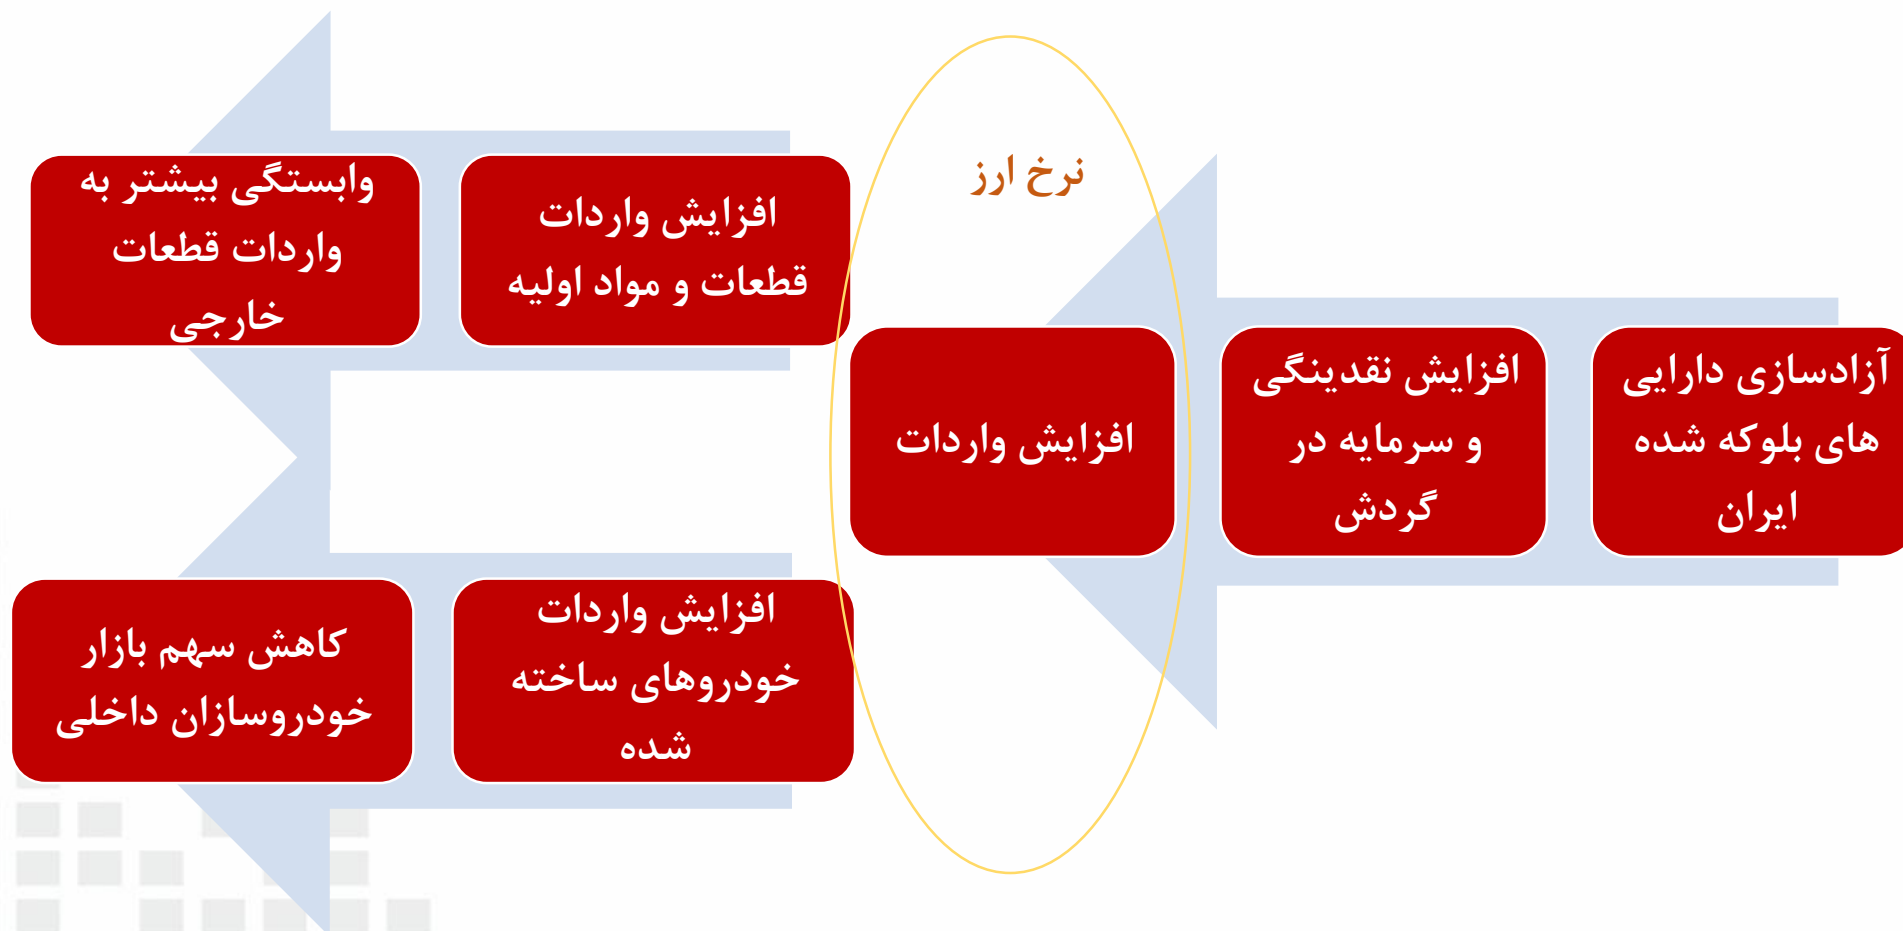 آزادسازی دارایی
های بلوکه شده
ایران
افزایش نقدینگی
و سرمایه در
گردش
نرخ ارز
افزایش واردات
افزایش واردات
قطعات و مواد اولیه
وابستگی بیشتر به
واردات قطعات
خارجی
افزایش واردات
خودروهای ساخته
شده
کاهش سهم بازار
خودروسازان داخلی